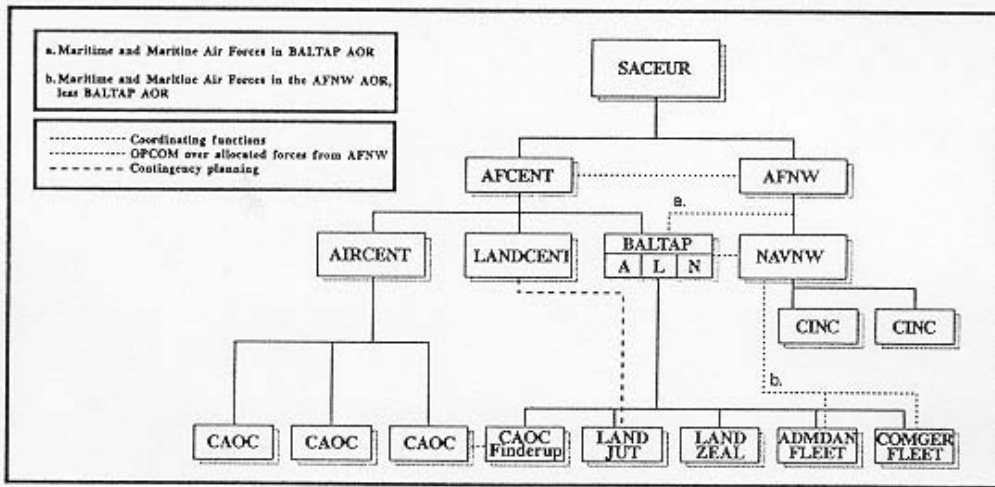 a. Maritime and Maritine Air Forces in BALTAP AOR
b. Maritime and Maritine Air Forces in the AFNW AOR,
less BALTAP AOR
Coordinating functions
OPCOM over allocated forces from AFNW
Contingency planning
SACEUR
AFCENT
AFNW
a.
AIRCENT
LANDCENT
BALTAP
A L N
NAVNW
CINC
CINC
b.
CAOC
CAOC
CAOC
CAOC
Finderup
LAND
JUT
LAND
ZEAL
ADMDAN
FLEET
COMGER
FLEET